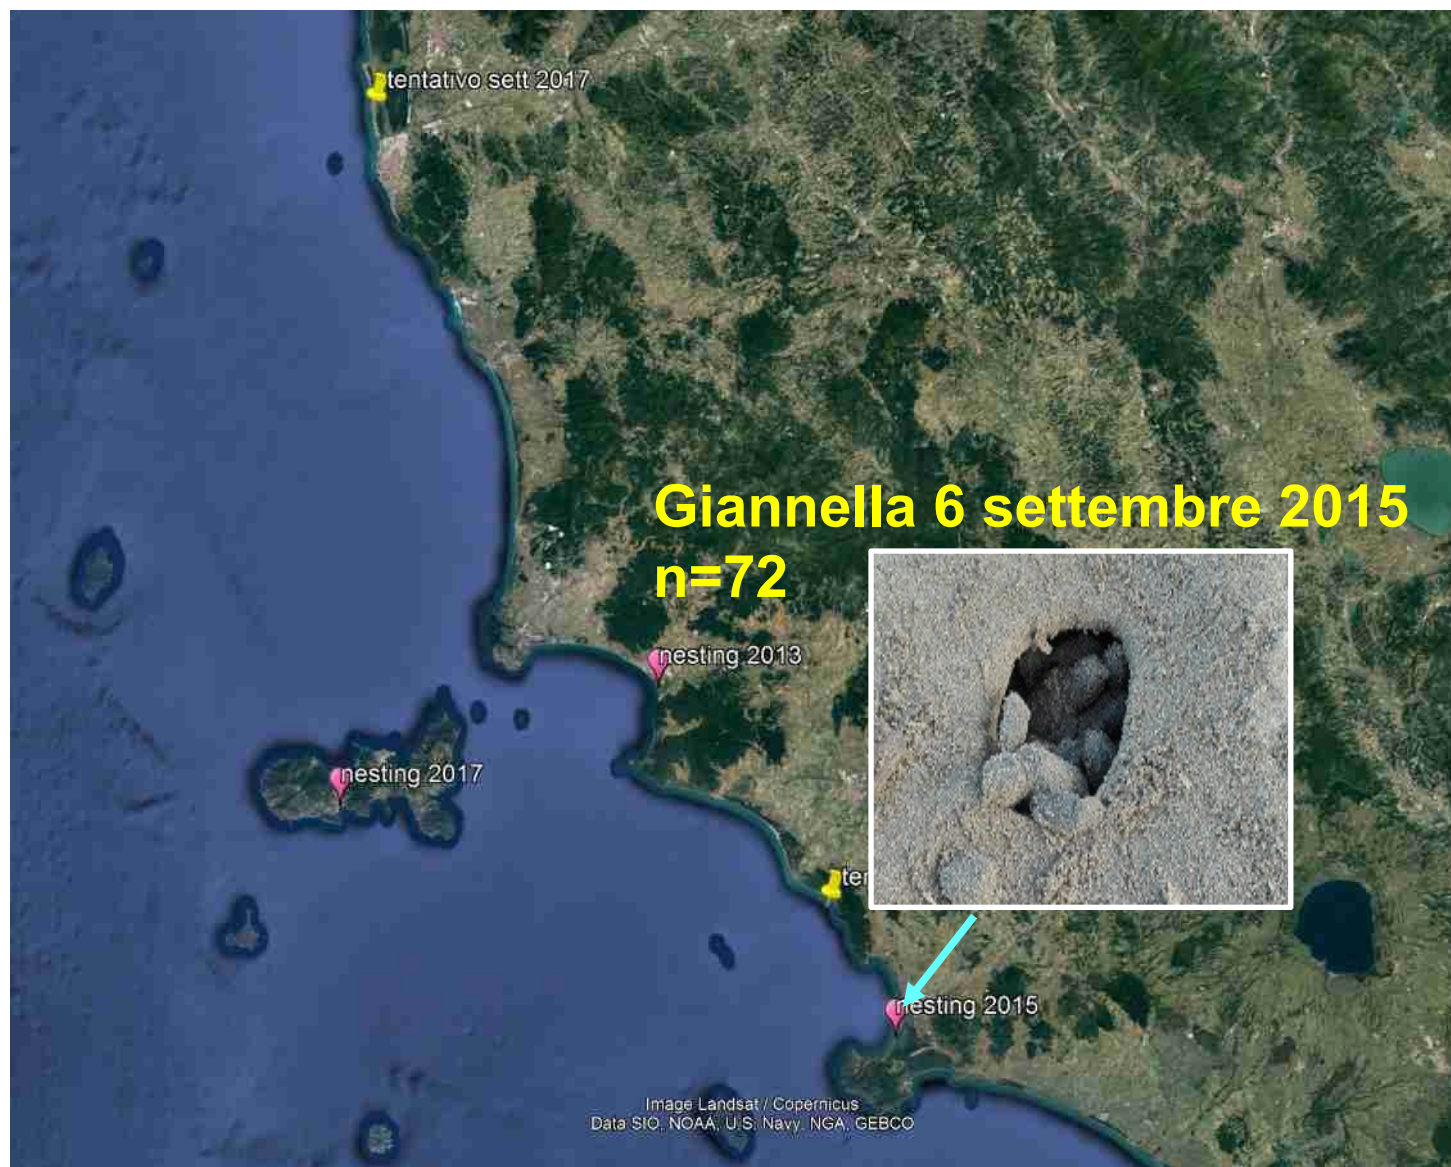 tentativo sett 2017
Giannella 6 settembre 2015
n=72
nesting 2013
nesting 2017
nesting 2015
Image Landsat / Copernicus
Data SIO, NOAA, U.S. Navy, NGA, GEBCO